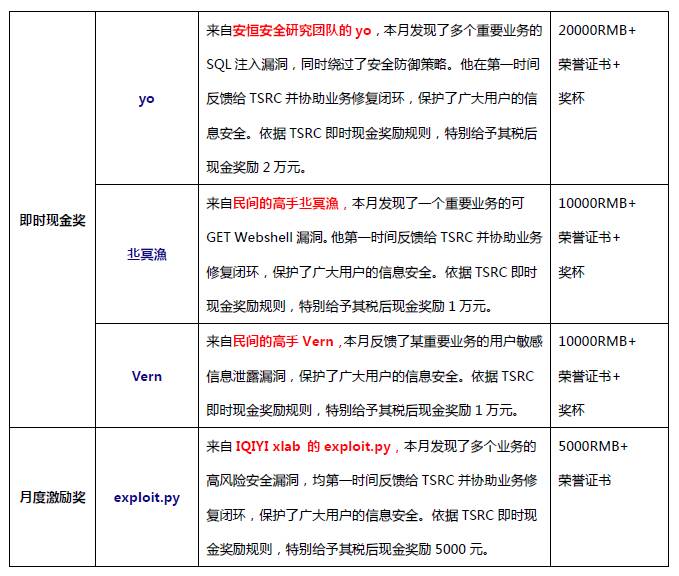 即时现金奖
yo
来自安恒安全研究团队的 yo，本月发现了多个重要业务的
SQL 注入漏洞，同时绕过了安全防御策略。他在第一时间
反馈给 TSRC 并协助业务修复闭环，保护了广大用户的信
息安全。依据 TSRC 即时现金奖励规则，特别给予其税后
现金奖励 2 万元。
20000RMB+
荣誉证书+
奖杯
丠冥漁
来自民间的高手丠冥漁，本月发现了一个重要业务的可
GET Webshell 漏洞。他第一时间反馈给 TSRC 并协助业务
修复闭环，保护了广大用户的信息安全。依据 TSRC 即时
现金奖励规则，特别给予其税后现金奖励 1 万元。
10000RMB+
荣誉证书+
奖杯
Vern
来自民间的高手 Vern，本月反馈了某重要业务的用户敏感
信息泄露漏洞，保护了广大用户的信息安全。依据 TSRC
即时现金奖励规则，特别给予其税后现金奖励 1 万元。
10000RMB+
荣誉证书+
奖杯
月度激励奖
exploit.py
来自 IQIYI xlab 的 exploit.py，本月发现了多个业务的
高风险安全漏洞，均第一时间反馈给 TSRC 并协助业务修
复闭环，保护了广大用户的信息安全。依据 TSRC 即时现
金奖励规则，特别给予其税后现金奖励 5000 元。
5000RMB+
荣誉证书